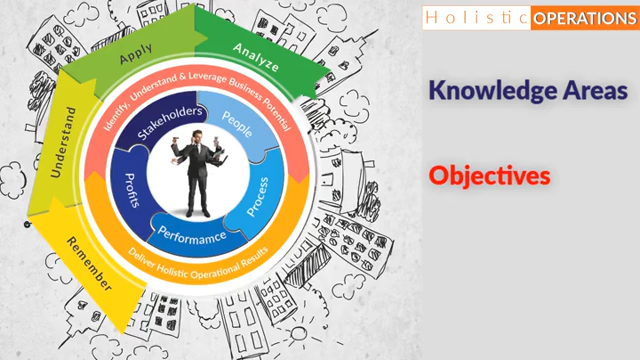 Holistic OPERATIONS
Knowledge Areas
Objectives
Remember
Understand
Apply
Analyze
Identify, Understand & Leverage Business Potential
Deliver Holistic Operational Results
Stakeholders
People
Process
Performamce
Profits